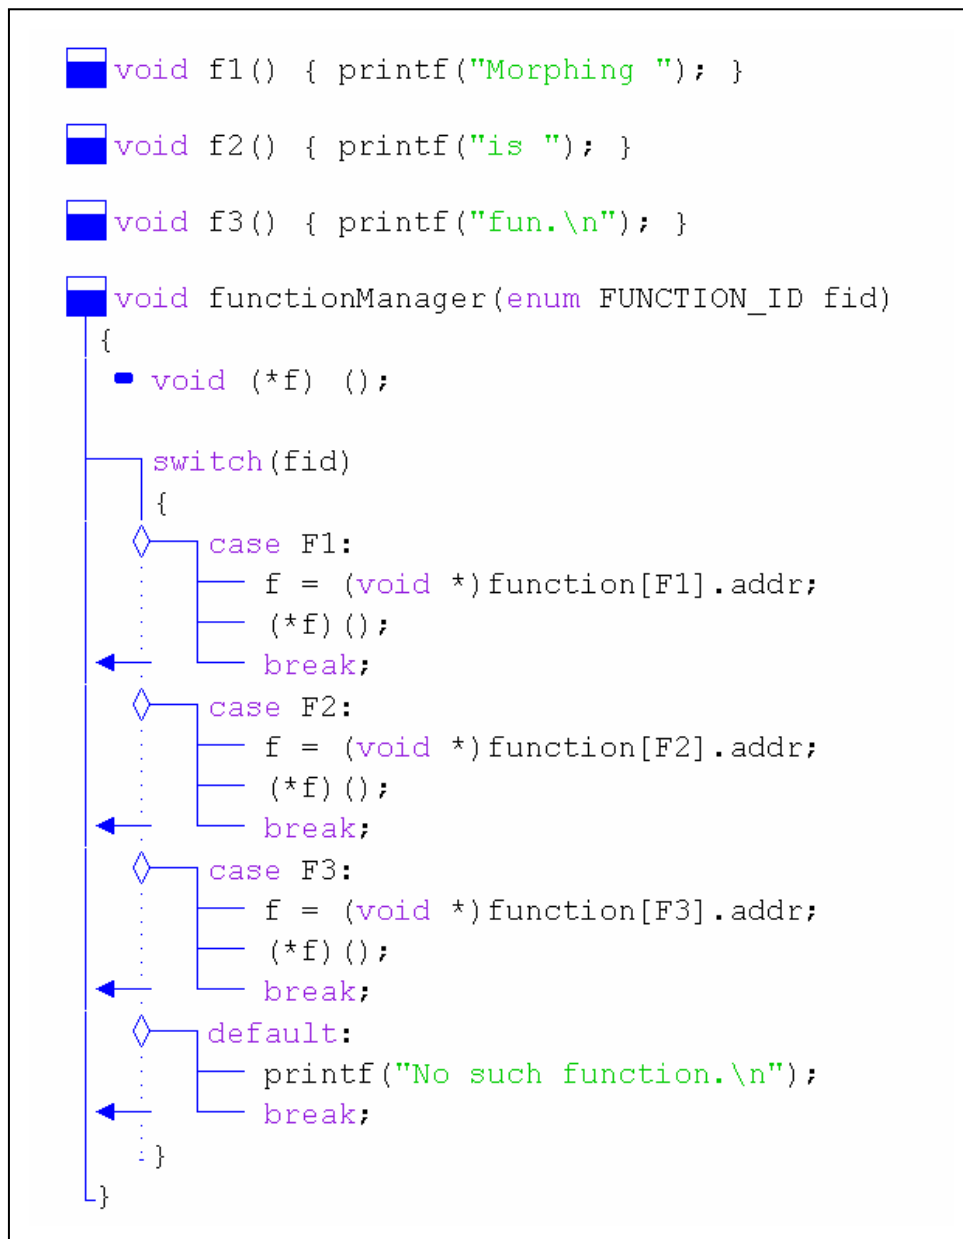 void f1() { printf("Morphing "); }
void f2() { printf("is "); }
void f3() { printf("fun.\n"); }
void functionManager(enum FUNCTION_ID fid)
{
void (*f) ();
switch(fid)
{
case F1:
f = (void *)function[F1].addr;
(*f)();
break;
case F2:
f = (void *)function[F2].addr;
(*f)();
break;
case F3:
f = (void *)function[F3].addr;
(*f)();
break;
default:
printf("No such function.\n");
break;
}
}